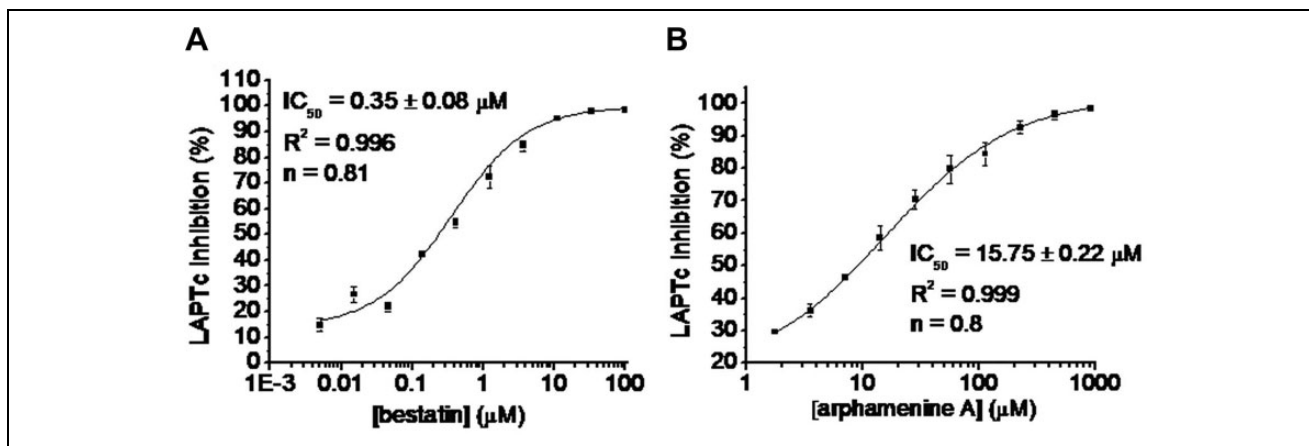 A
110
100
90
80
70
60
50
40
30
20
10
0
LAPTc Inhibition (%)
IC50 = 0.35 ± 0.08 μM
R² = 0.996
n = 0.81
1E-3 0.01 0.1 1 10 100
[bestatin] (μM)
B
100
90
80
70
60
50
40
30
20
LAPTc Inhibition (%)
IC50 = 15.75 ± 0.22 μM
R² = 0.999
n = 0.8
1 10 100 1000
[arphamenine A] (μM)